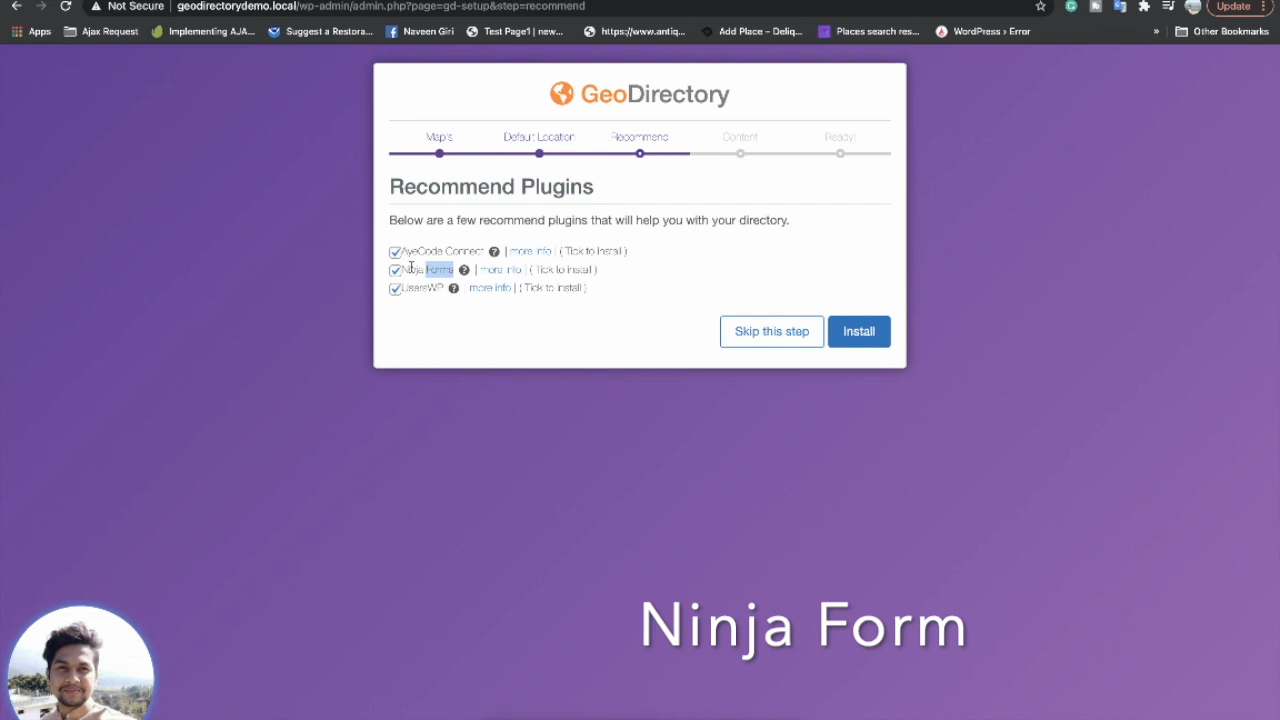 Not Secure | geodirectorydemo.local/wp-admin/admin.php?page=gd-setup&step=recommend Update
Apps Ajax Request Implementing AJA... Suggest a Restora... Naveen Giri Test Page1 | new... https://www.antiq... Add Place – Deliq... Places search res... WordPress › Error » Other Bookmarks
GeoDirectory
Map's Default Location Recommend Content Ready!
Recommend Plugins
Below are a few recommend plugins that will help you with your directory.
AyeCode Connect ? | more info | ( Tick to install )
Ninja Forms ? | more info | ( Tick to install )
UsersWP ? | more info | ( Tick to install )
Skip this step Install
Ninja Form